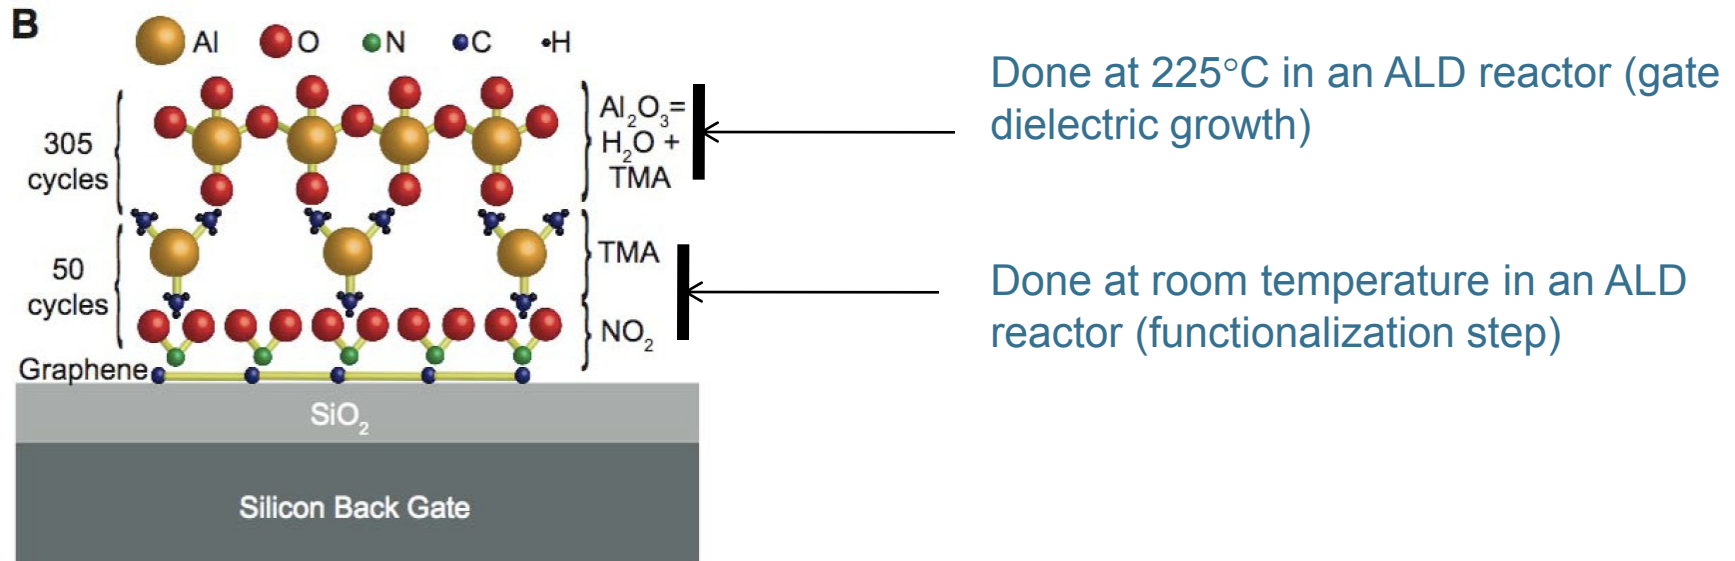 B
Al O N C H
305
cycles
Al₂O₃=
H₂O +
TMA
Done at 225°C in an ALD reactor (gate
dielectric growth)
50
cycles
TMA
NO₂
Done at room temperature in an ALD
reactor (functionalization step)
Graphene
SiO₂
Silicon Back Gate